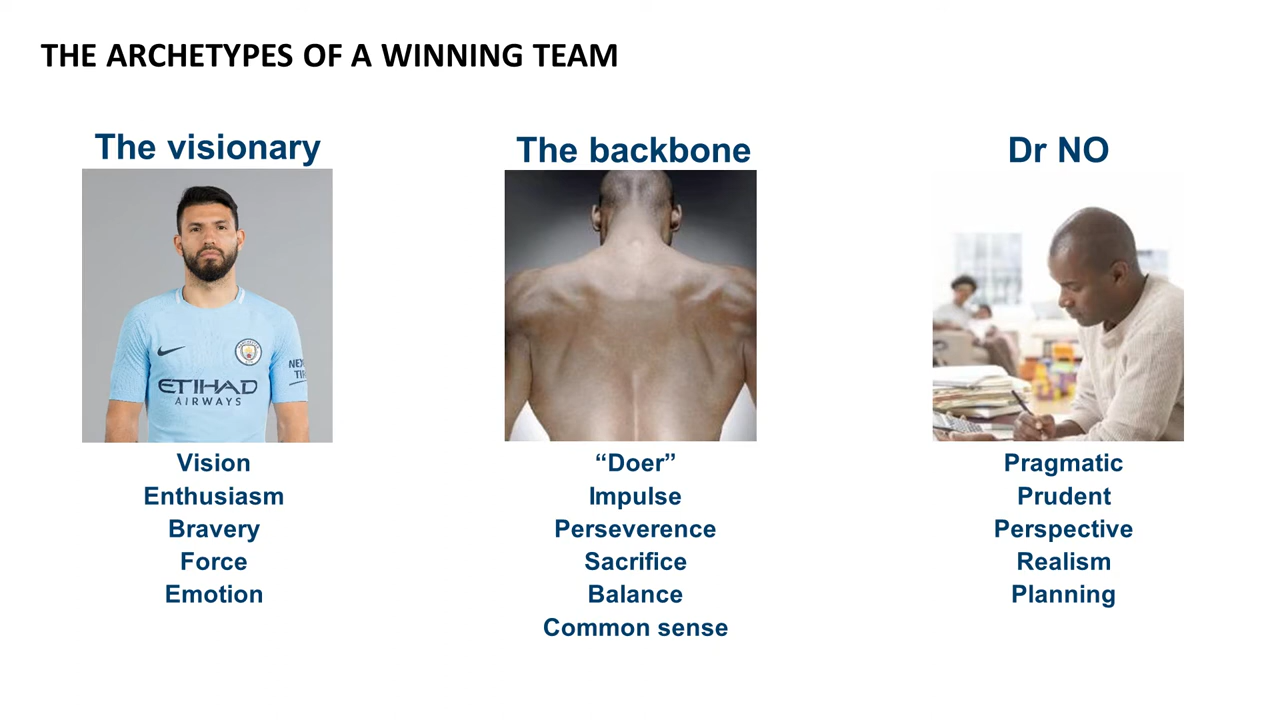 THE ARCHETYPES OF A WINNING TEAM
The visionary
ETIHAD
AIRWAYS
Vision
Enthusiasm
Bravery
Force
Emotion
The backbone
“Doer”
Impulse
Perseverence
Sacrifice
Balance
Common sense
Dr NO
Pragmatic
Prudent
Perspective
Realism
Planning